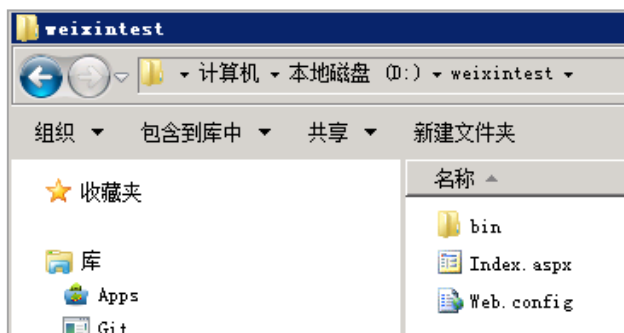 weixintest
计算机 本地磁盘 (D:) weixintest
组织 包含到库中 共享 新建文件夹
收藏夹
库
Apps
Git
名称
bin
Index.aspx
Web.config